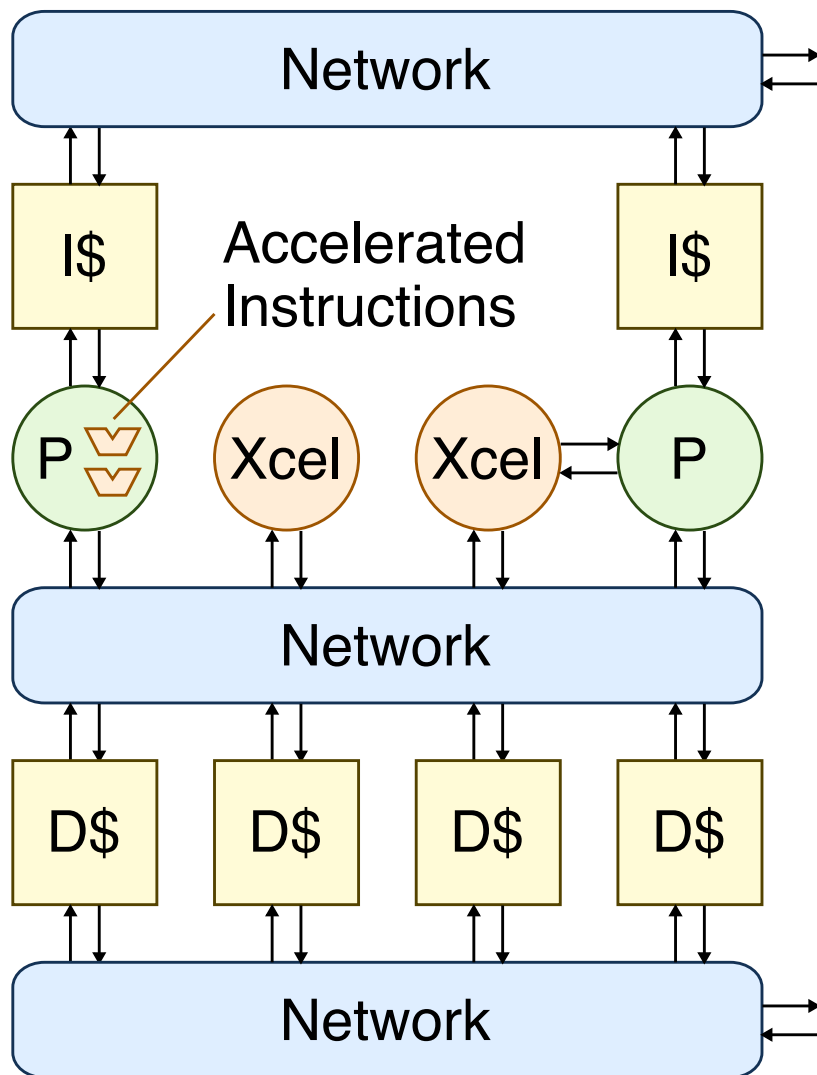 Network
I$
I$
Accelerated
Instructions
P
Xcel
Xcel
P
Network
D$
D$
D$
D$
Network